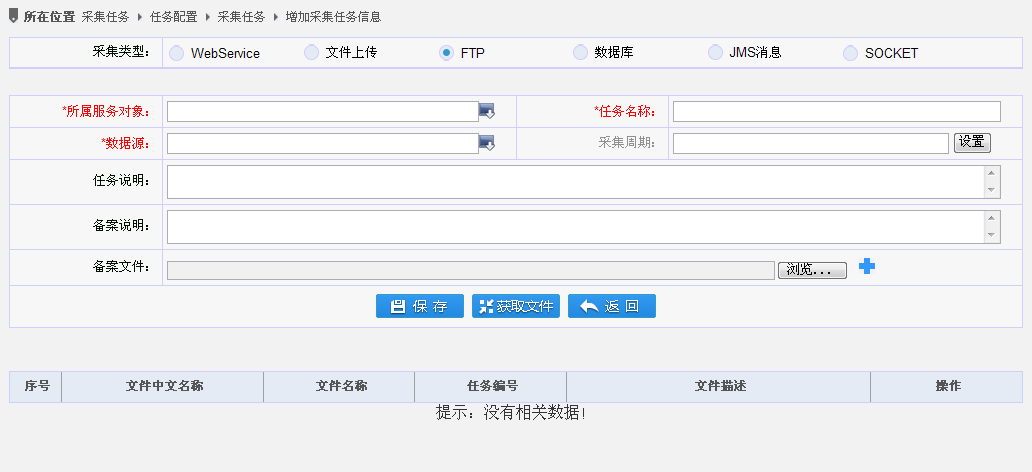 所在位置 采集任务 任务配置 采集任务 增加采集任务信息
采集类型： WebService 文件上传 FTP 数据库 JMS消息 SOCKET
*所属服务对象： *任务名称：
*数据源： 采集周期： 设置
任务说明：
备案说明：
备案文件： 浏览...
保存 获取文件 返回
序号 文件中文名称 文件名称 任务编号 文件描述 操作
提示：没有相关数据!